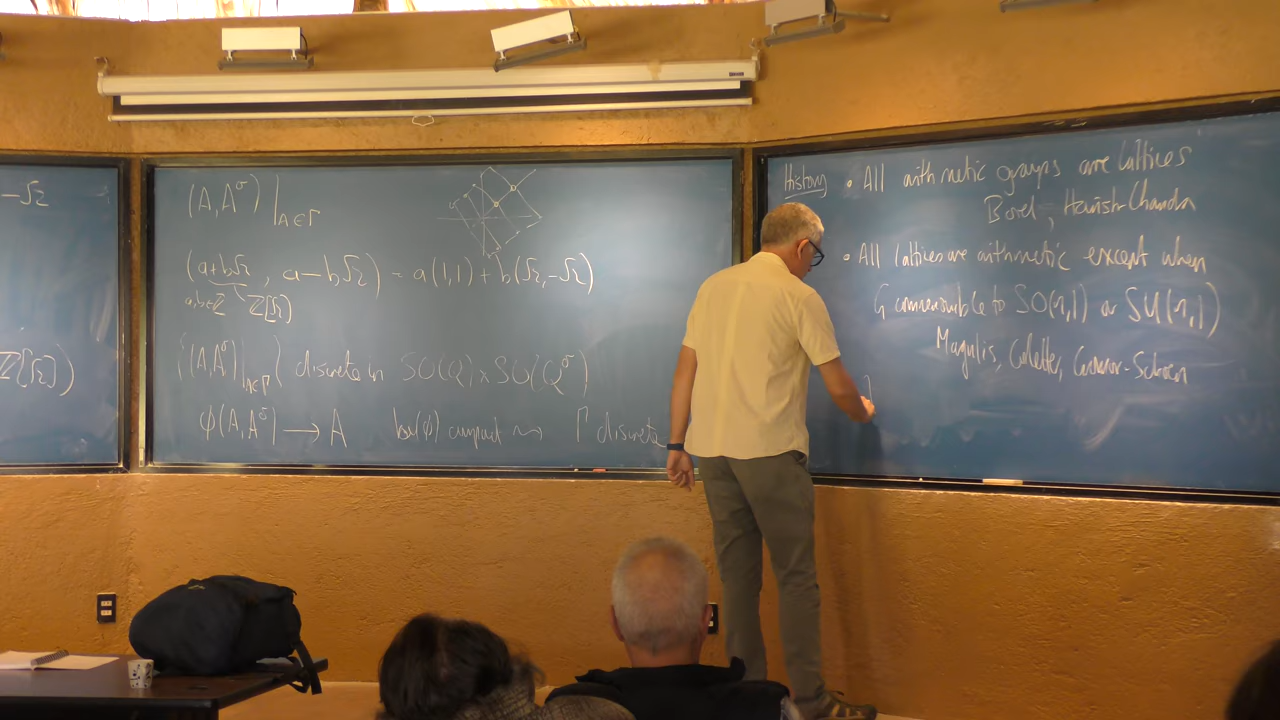 -√2
ℤ[√2])
(A, A^σ)|_{A∈Γ}
(a+b√2, a-b√2) = a(1,1) + b(√2,-√2)
a,b∈ℤ ℤ[√2]
{(A, A^σ)|_{A∈Γ}} discrete in SO(Q) × SO(Q^σ)
φ(A, A^σ) → A ker(φ) compact ⇝ Γ discrete
History • All arithmetic groups are lattices
Borel, Harish-Chandra
• All lattices are arithmetic except when
G commensurable to SO(n,1) or SU(n,1)
Margulis, Corlette, Gromov-Schoen